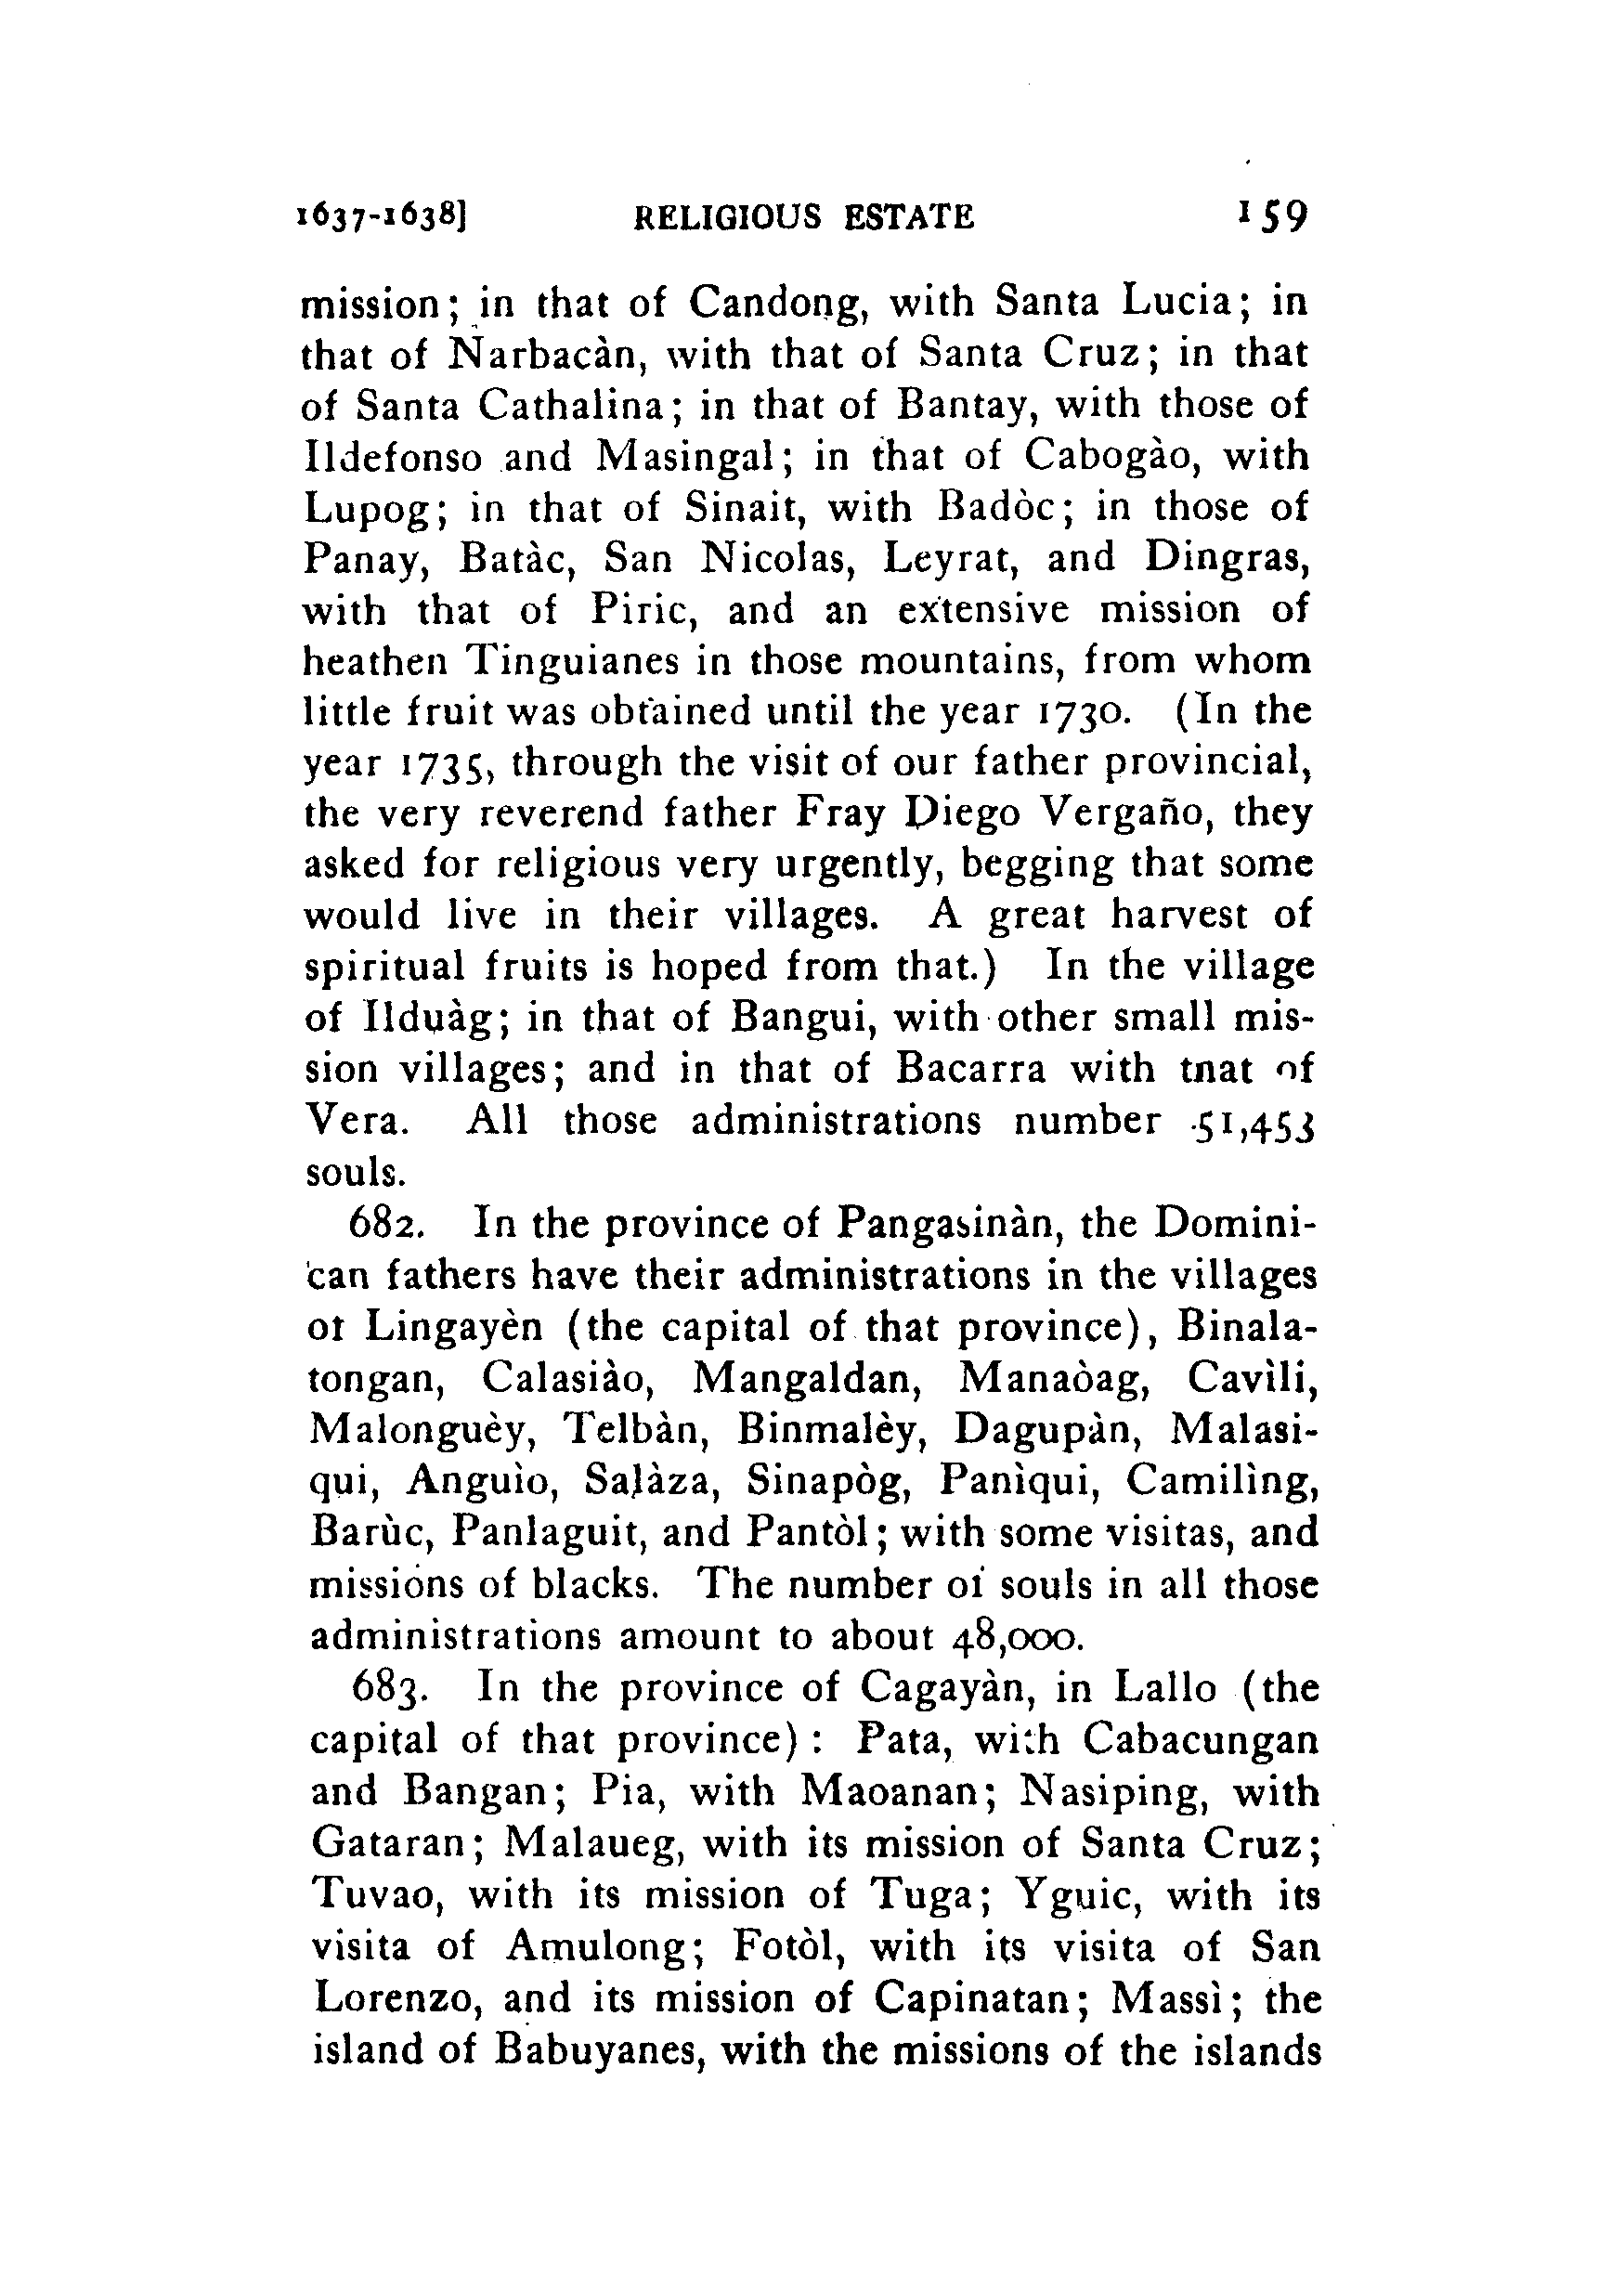 1637-1638] RELIGIOUS ESTATE 159
mission; in that of Candong, with Santa Lucia; in
that of Narbacàn, with that of Santa Cruz; in that
of Santa Cathalina; in that of Bantay, with those of
Ildefonso and Masingal; in that of Cabogào, with
Lupog; in that of Sinait, with Badòc; in those of
Panay, Batàc, San Nicolas, Leyrat, and Dingras,
with that of Piric, and an extensive mission of
heathen Tinguianes in those mountains, from whom
little fruit was obtained until the year 1730. (In the
year 1735, through the visit of our father provincial,
the very reverend father Fray Diego Vergaño, they
asked for religious very urgently, begging that some
would live in their villages. A great harvest of
spiritual fruits is hoped from that.) In the village
of Ilduàg; in that of Bangui, with other small mis-
sion villages; and in that of Bacarra with that of
Vera. All those administrations number 51,453
souls.
682. In the province of Pangasinàn, the Domini-
can fathers have their administrations in the villages
of Lingayèn (the capital of that province), Binala-
tongan, Calasiào, Mangaldan, Manaòag, Cavìli,
Malonguèy, Telbàn, Binmalèy, Dagupàn, Malasi-
qui, Anguìo, Salàza, Sinapòg, Panìqui, Camilìng,
Barùc, Panlaguit, and Pantòl; with some visitas, and
missions of blacks. The number of souls in all those
administrations amount to about 48,000.
683. In the province of Cagayàn, in Lallo (the
capital of that province): Pata, with Cabacungan
and Bangan; Pia, with Maoanan; Nasiping, with
Gataran; Malaueg, with its mission of Santa Cruz;
Tuvao, with its mission of Tuga; Yguic, with its
visita of Amulong; Fotòl, with its visita of San
Lorenzo, and its mission of Capinatan; Massì; the
island of Babuyanes, with the missions of the islands